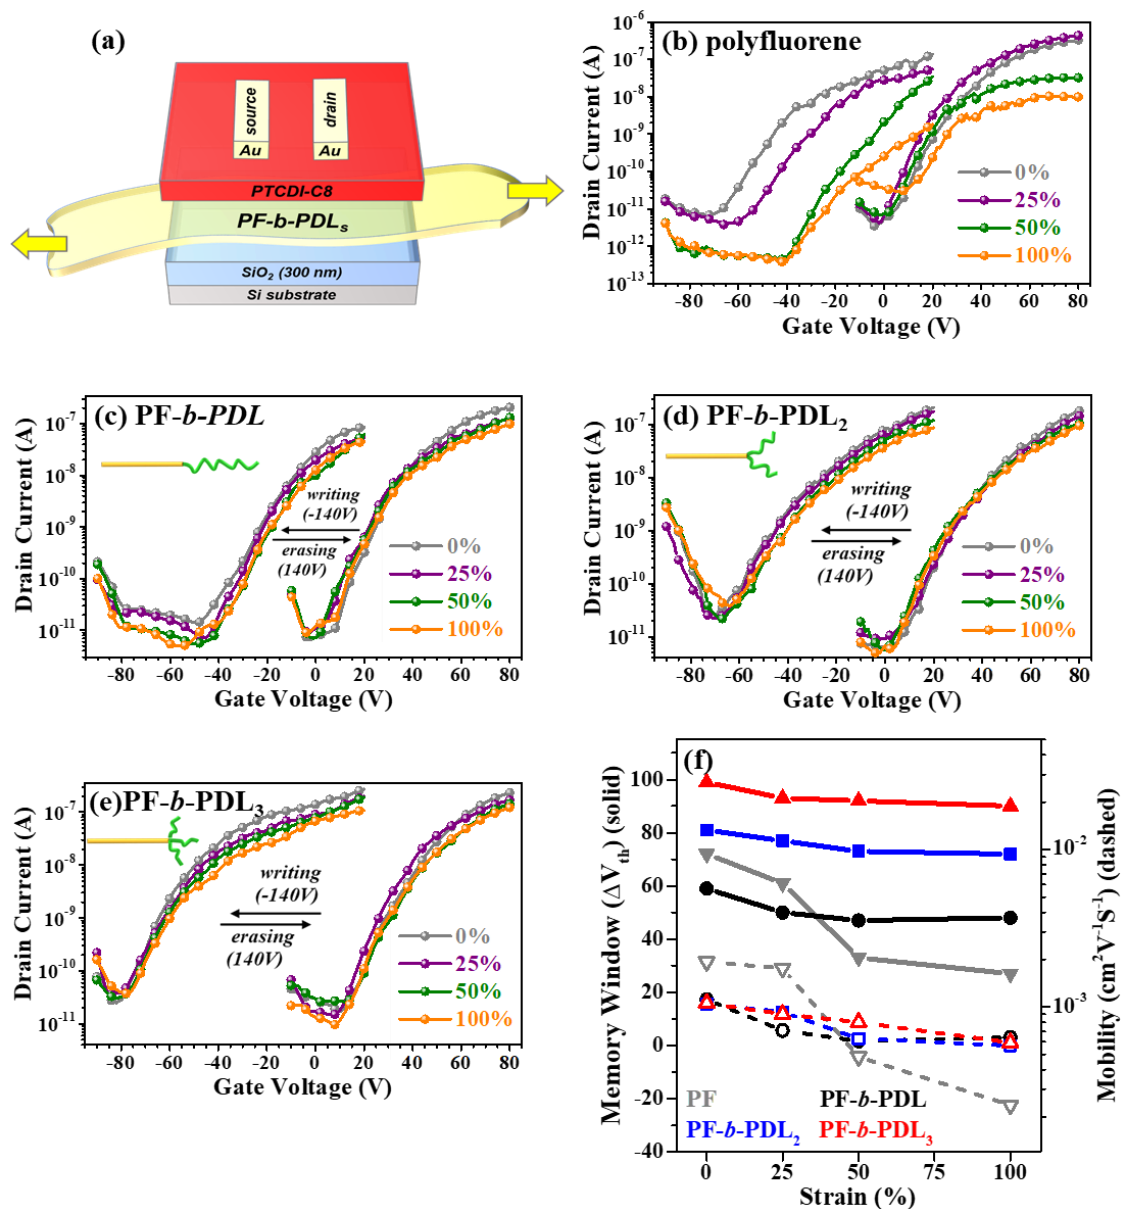 (a)
source
drain
Au
Au
PTCDI-C8
PF-b-PDLs
SiO2 (300 nm)
Si substrate
(b) polyfluorene
Drain Current (A)
10-6
10-7
10-8
10-9
10-10
10-11
10-12
10-13
0%
25%
50%
100%
-80 -60 -40 -20 0 20 40 60 80
Gate Voltage (V)
(c) PF-b-PDL
Drain Current (A)
10-7
10-8
10-9
10-10
10-11
writing
(-140V)
erasing
(140V)
0%
25%
50%
100%
-80 -60 -40 -20 0 20 40 60 80
Gate Voltage (V)
(d) PF-b-PDL2
Drain Current (A)
10-7
10-8
10-9
10-10
10-11
writing
(-140V)
erasing
(140V)
0%
25%
50%
100%
-80 -60 -40 -20 0 20 40 60 80
Gate Voltage (V)
(e)PF-b-PDL3
Drain Current (A)
10-7
10-8
10-9
10-10
10-11
writing
(-140V)
erasing
(140V)
0%
25%
50%
100%
-80 -60 -40 -20 0 20 40 60 80
Gate Voltage (V)
(f)
Memory Window (ΔVth) (solid)
100
80
60
40
20
0
-20
-40
10-2
10-3
Mobility (cm2V-1S-1) (dashed)
PF PF-b-PDL
PF-b-PDL2 PF-b-PDL3
0 25 50 75 100
Strain (%)